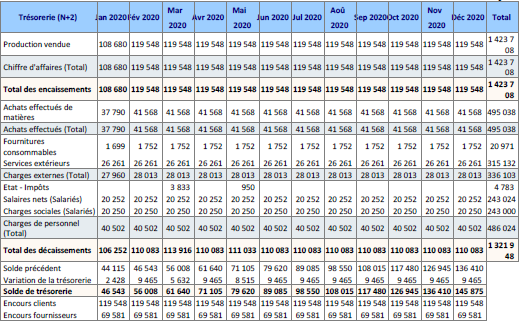 Trésorerie (N+2) Jan 2020 Fév 2020 Mar 2020 Avr 2020 Mai 2020 Jun 2020 Jul 2020 Aoû 2020 Sep 2020 Oct 2020 Nov 2020 Déc 2020 Total
Production vendue 108 680 119 548 119 548 119 548 119 548 119 548 119 548 119 548 119 548 119 548 119 548 119 548 1 423 708
Chiffre d'affaires (Total) 108 680 119 548 119 548 119 548 119 548 119 548 119 548 119 548 119 548 119 548 119 548 119 548 1 423 708
Total des encaissements 108 680 119 548 119 548 119 548 119 548 119 548 119 548 119 548 119 548 119 548 119 548 119 548 1 423 708
Achats effectués de matières 37 790 41 568 41 568 41 568 41 568 41 568 41 568 41 568 41 568 41 568 41 568 41 568 495 038
Achats effectués (Total) 37 790 41 568 41 568 41 568 41 568 41 568 41 568 41 568 41 568 41 568 41 568 41 568 495 038
Fournitures consommables 1 699 1 752 1 752 1 752 1 752 1 752 1 752 1 752 1 752 1 752 1 752 1 752 20 971
Services extérieurs 26 261 26 261 26 261 26 261 26 261 26 261 26 261 26 261 26 261 26 261 26 261 26 261 315 132
Charges externes (Total) 27 960 28 013 28 013 28 013 28 013 28 013 28 013 28 013 28 013 28 013 28 013 28 013 336 103
Etat - Impôts 3 833 950 4 783
Salaires nets (Salariés) 20 252 20 252 20 252 20 252 20 252 20 252 20 252 20 252 20 252 20 252 20 252 20 252 243 024
Charges sociales (Salariés) 20 250 20 250 20 250 20 250 20 250 20 250 20 250 20 250 20 250 20 250 20 250 20 250 243 000
Charges de personnel (Total) 40 502 40 502 40 502 40 502 40 502 40 502 40 502 40 502 40 502 40 502 40 502 40 502 486 024
Total des décaissements 106 252 110 083 113 916 110 083 111 033 110 083 110 083 110 083 110 083 110 083 110 083 110 083 1 321 948
Solde précédent 44 115 46 543 56 008 61 640 71 105 79 620 89 085 98 550 108 015 117 480 126 945 136 410
Variation de la trésorerie 2 428 9 465 5 632 9 465 8 515 9 465 9 465 9 465 9 465 9 465 9 465 9 465
Solde de trésorerie 46 543 56 008 61 640 71 105 79 620 89 085 98 550 108 015 117 480 126 945 136 410 145 875
Encours clients 119 548 119 548 119 548 119 548 119 548 119 548 119 548 119 548 119 548 119 548 119 548 119 548
Encours fournisseurs 69 581 69 581 69 581 69 581 69 581 69 581 69 581 69 581 69 581 69 581 69 581 69 581